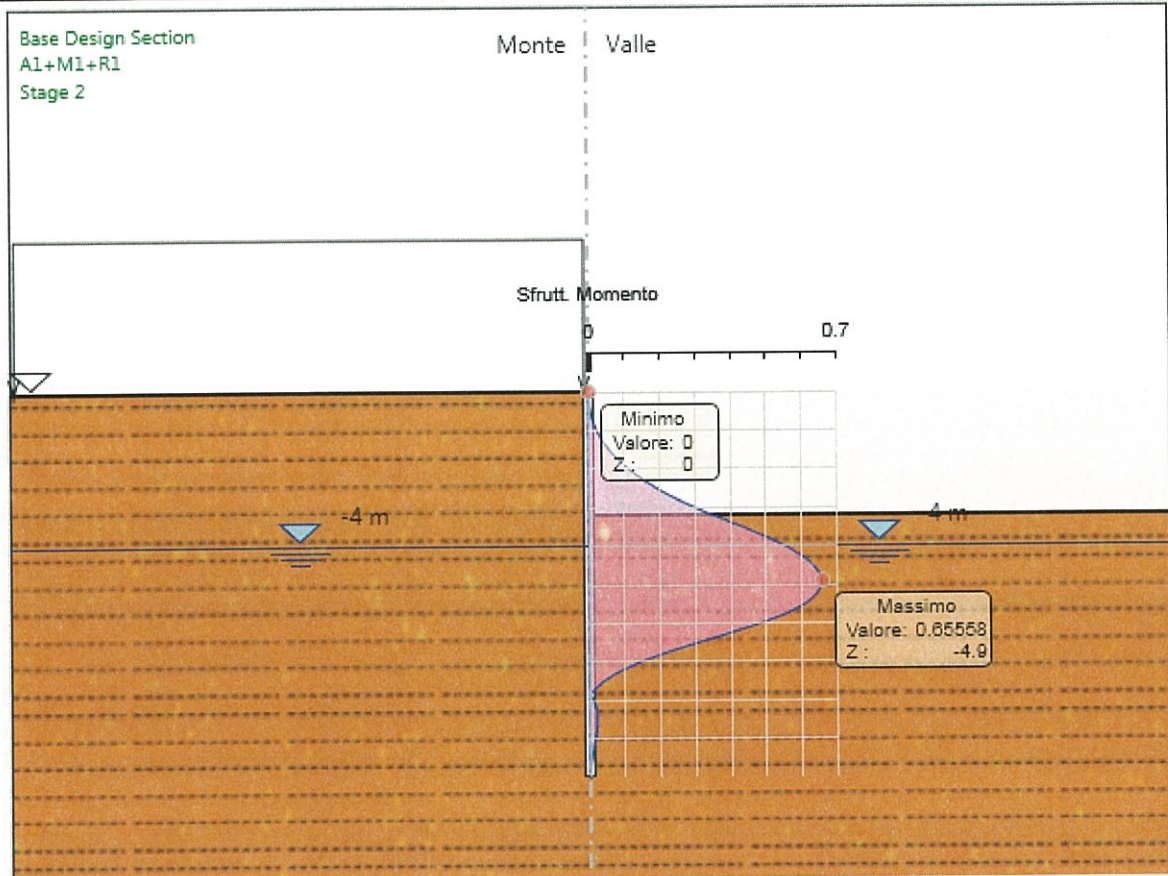 Base Design Section
A1+M1+R1
Stage 2
Monte
Valle
Sfrutt. Momento
0
0.7
Minimo
Valore: 0
Z : 0
-4 m
-4 m
Massimo
Valore: 0.65558
Z : -4.9